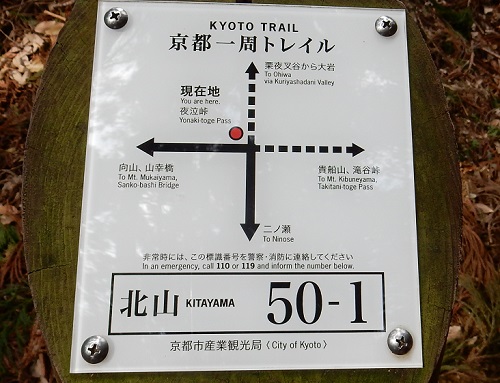 KYOTO TRAIL
京都一周トレイル
栗夜叉谷から大岩
To Ohiwa
via Kuriyashadani Valley
現在地
You are here.
夜泣峠
Yonaki-toge Pass
向山、山幸橋
To Mt. Mukaiyama,
Sanko-bashi Bridge
貴船山、滝谷峠
To Mt. Kibuneyama,
Takitani-toge Pass
二ノ瀬
To Ninose
非常時には、この標識番号を警察・消防に連絡してください
In an emergency, call 110 or 119 and inform the number below.
北山 KITAYAMA 50-1
京都市産業観光局〈City of Kyoto〉